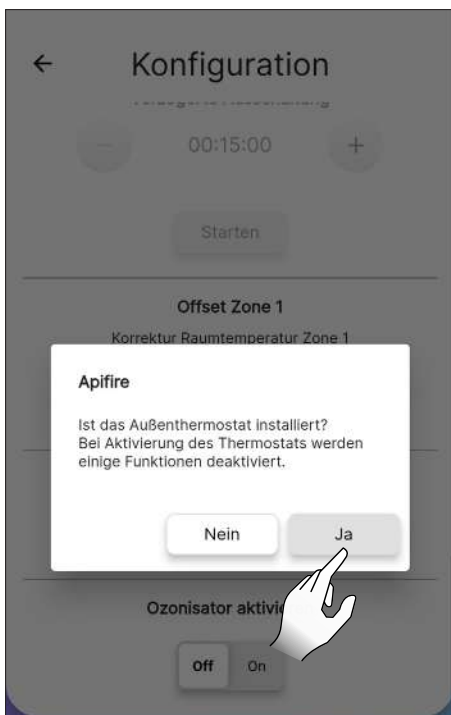 Konfiguration
00:15:00
Starten
Offset Zone 1
Korrektur Raumtemperatur Zone 1
Apifire
Ist das Außenthermostat installiert?
Bei Aktivierung des Thermostats werden
einige Funktionen deaktiviert.
Nein
Ja
Ozonisator
Off
On